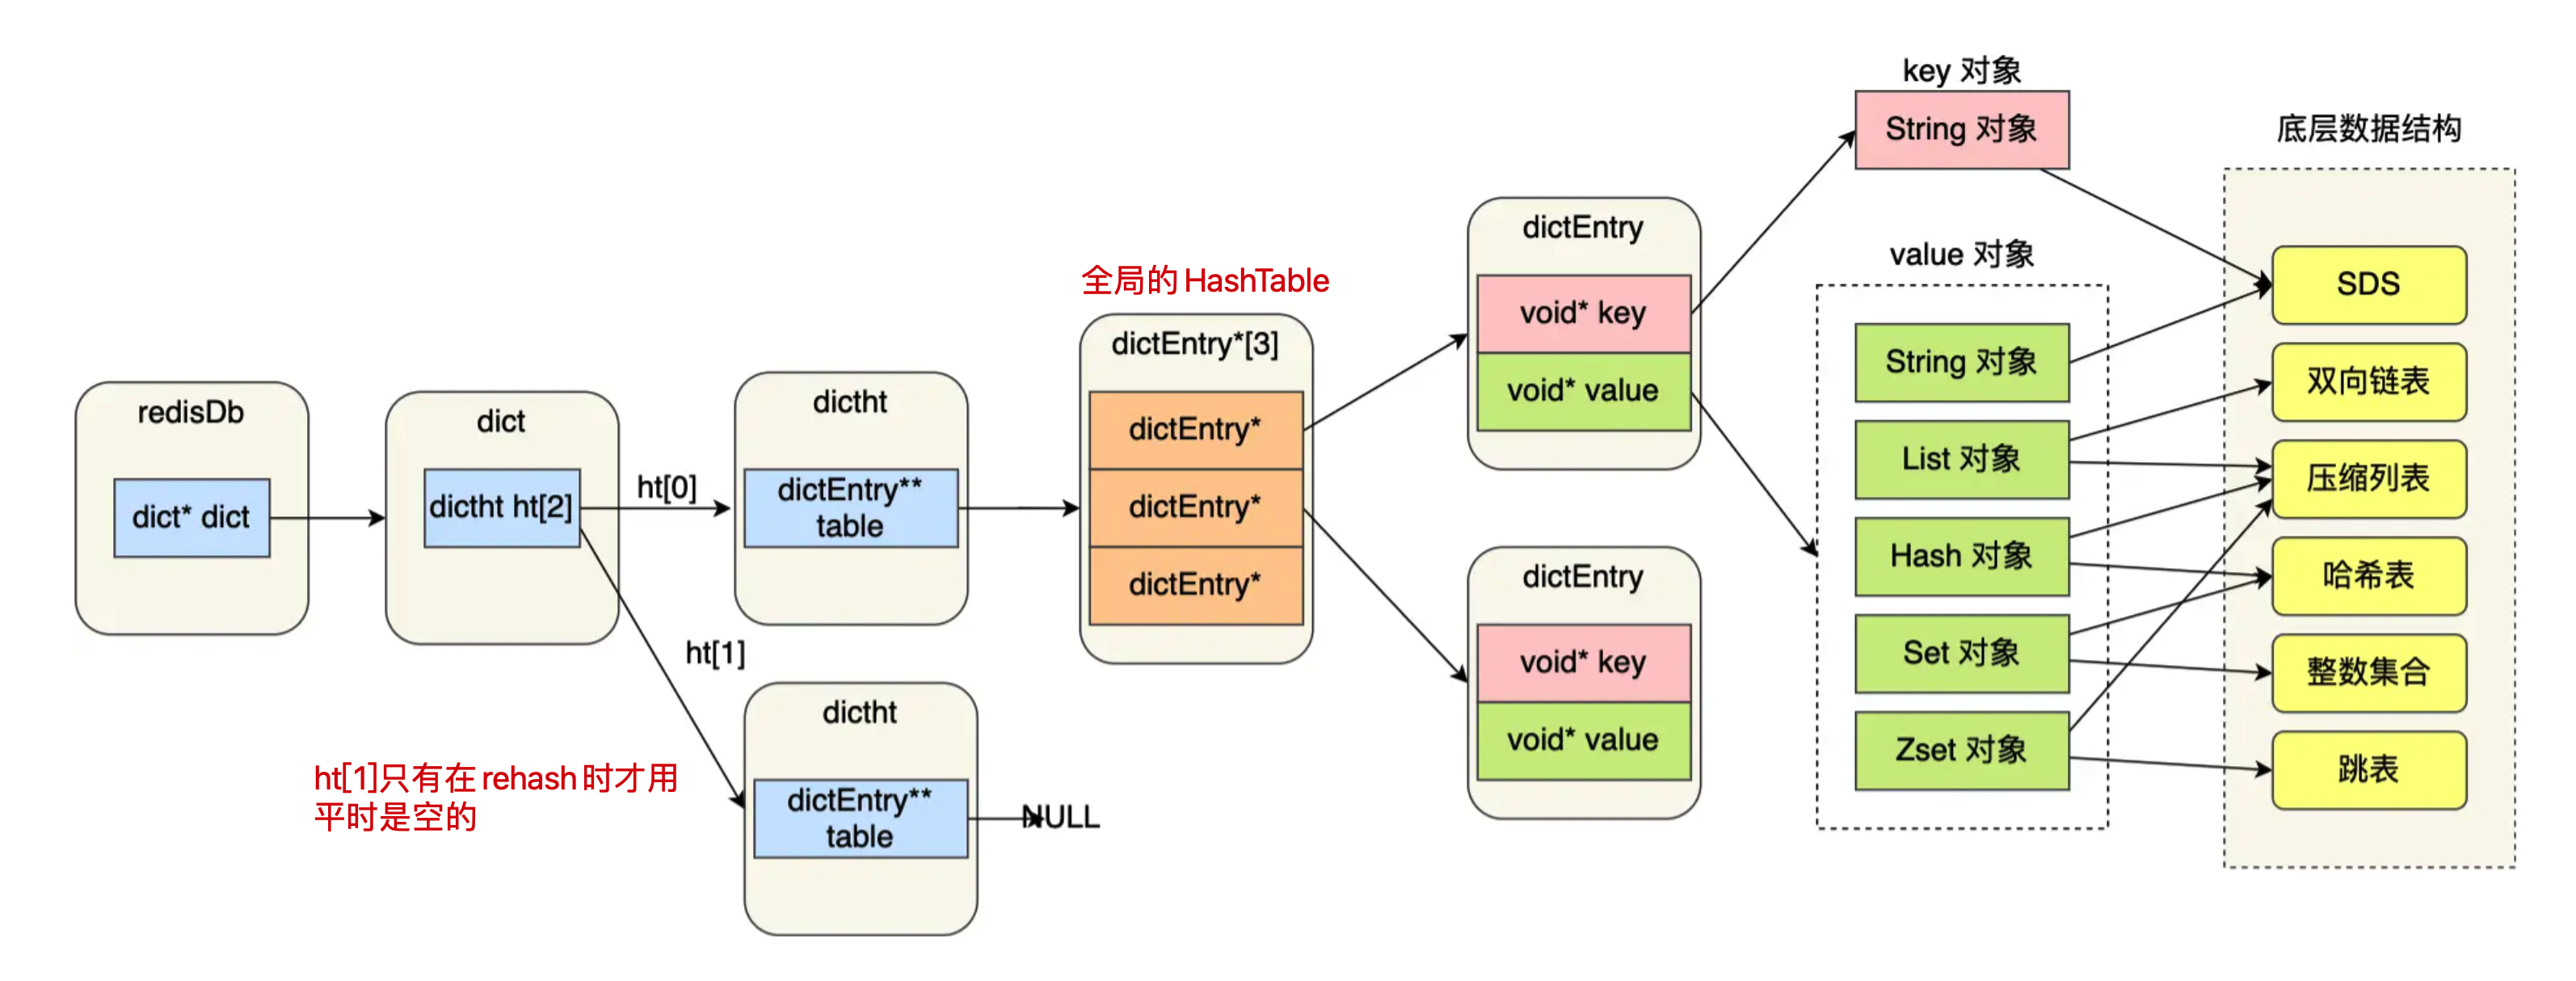 redisDb
dict* dict
dict
dictht ht[2]
ht[0]
ht[1]
ht[1]只有在 rehash 时才用
平时是空的
dictht
dictEntry**
table
dictht
dictEntry**
table
NULL
全局的 HashTable
dictEntry*[3]
dictEntry*
dictEntry*
dictEntry*
dictEntry
void* key
void* value
dictEntry
void* key
void* value
key 对象
String 对象
value 对象
String 对象
List 对象
Hash 对象
Set 对象
Zset 对象
底层数据结构
SDS
双向链表
压缩列表
哈希表
整数集合
跳表